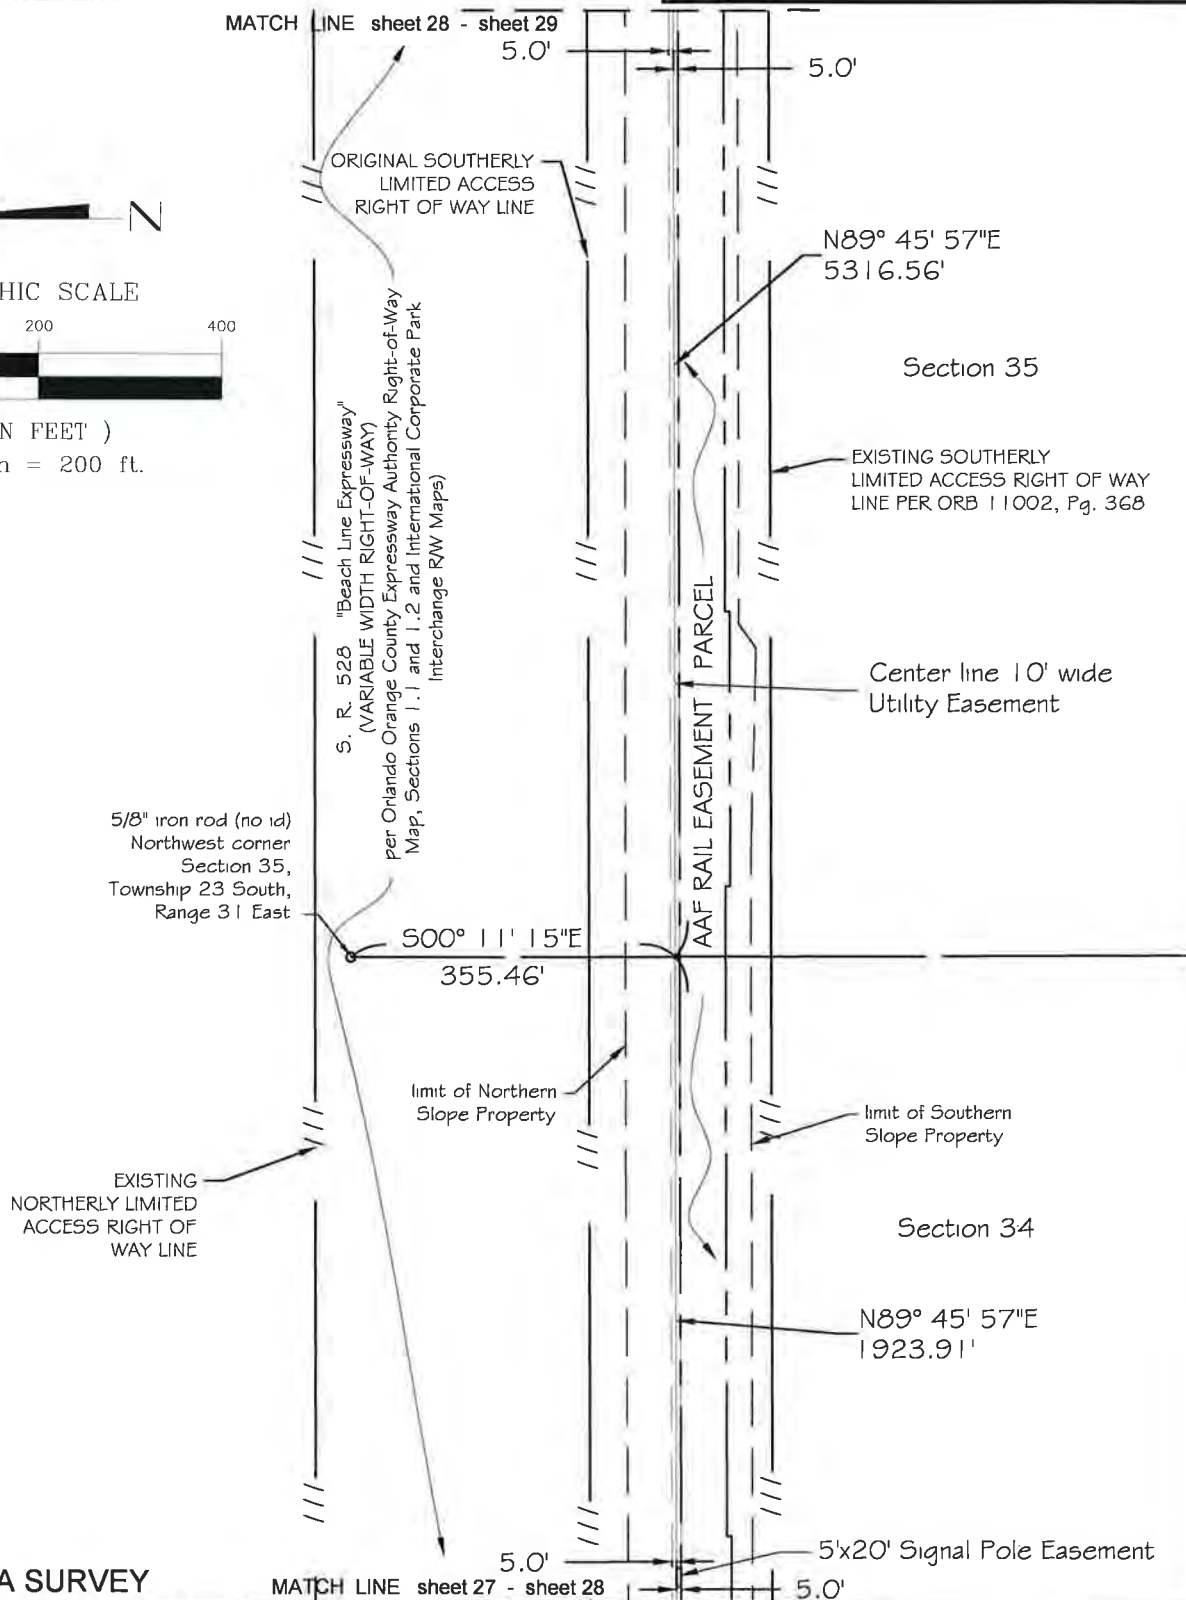 MATCH LINE sheet 28 - sheet 29
5.0'
5.0'
ORIGINAL SOUTHERLY
LIMITED ACCESS
RIGHT OF WAY LINE
N
N89° 45' 57"E
5316.56'
HIC SCALE
200
400
N FEET )
= 200 ft.
Section 35
EXISTING SOUTHERLY
LIMITED ACCESS RIGHT OF WAY
LINE PER ORB 11002, Pg. 368
S. R. 528 "Beach Line Expressway"
(VARIABLE WIDTH RIGHT-OF-WAY)
per Orlando Orange County Expressway Authority Right-of-Way
Map, Sections 1.1 and 1.2 and International Corporate Park
Interchange R/W Maps)
AAF RAIL EASEMENT PARCEL
Center line 10' wide
Utility Easement
5/8" iron rod (no id)
Northwest corner
Section 35,
Township 23 South,
Range 31 East
S00° 11' 15"E
355.46'
limit of Northern
Slope Property
limit of Southern
Slope Property
EXISTING
NORTHERLY LIMITED
ACCESS RIGHT OF
WAY LINE
Section 34
N89° 45' 57"E
1923.91'
5'x20' Signal Pole Easement
5.0'
5.0'
A SURVEY
MATCH LINE sheet 27 - sheet 28